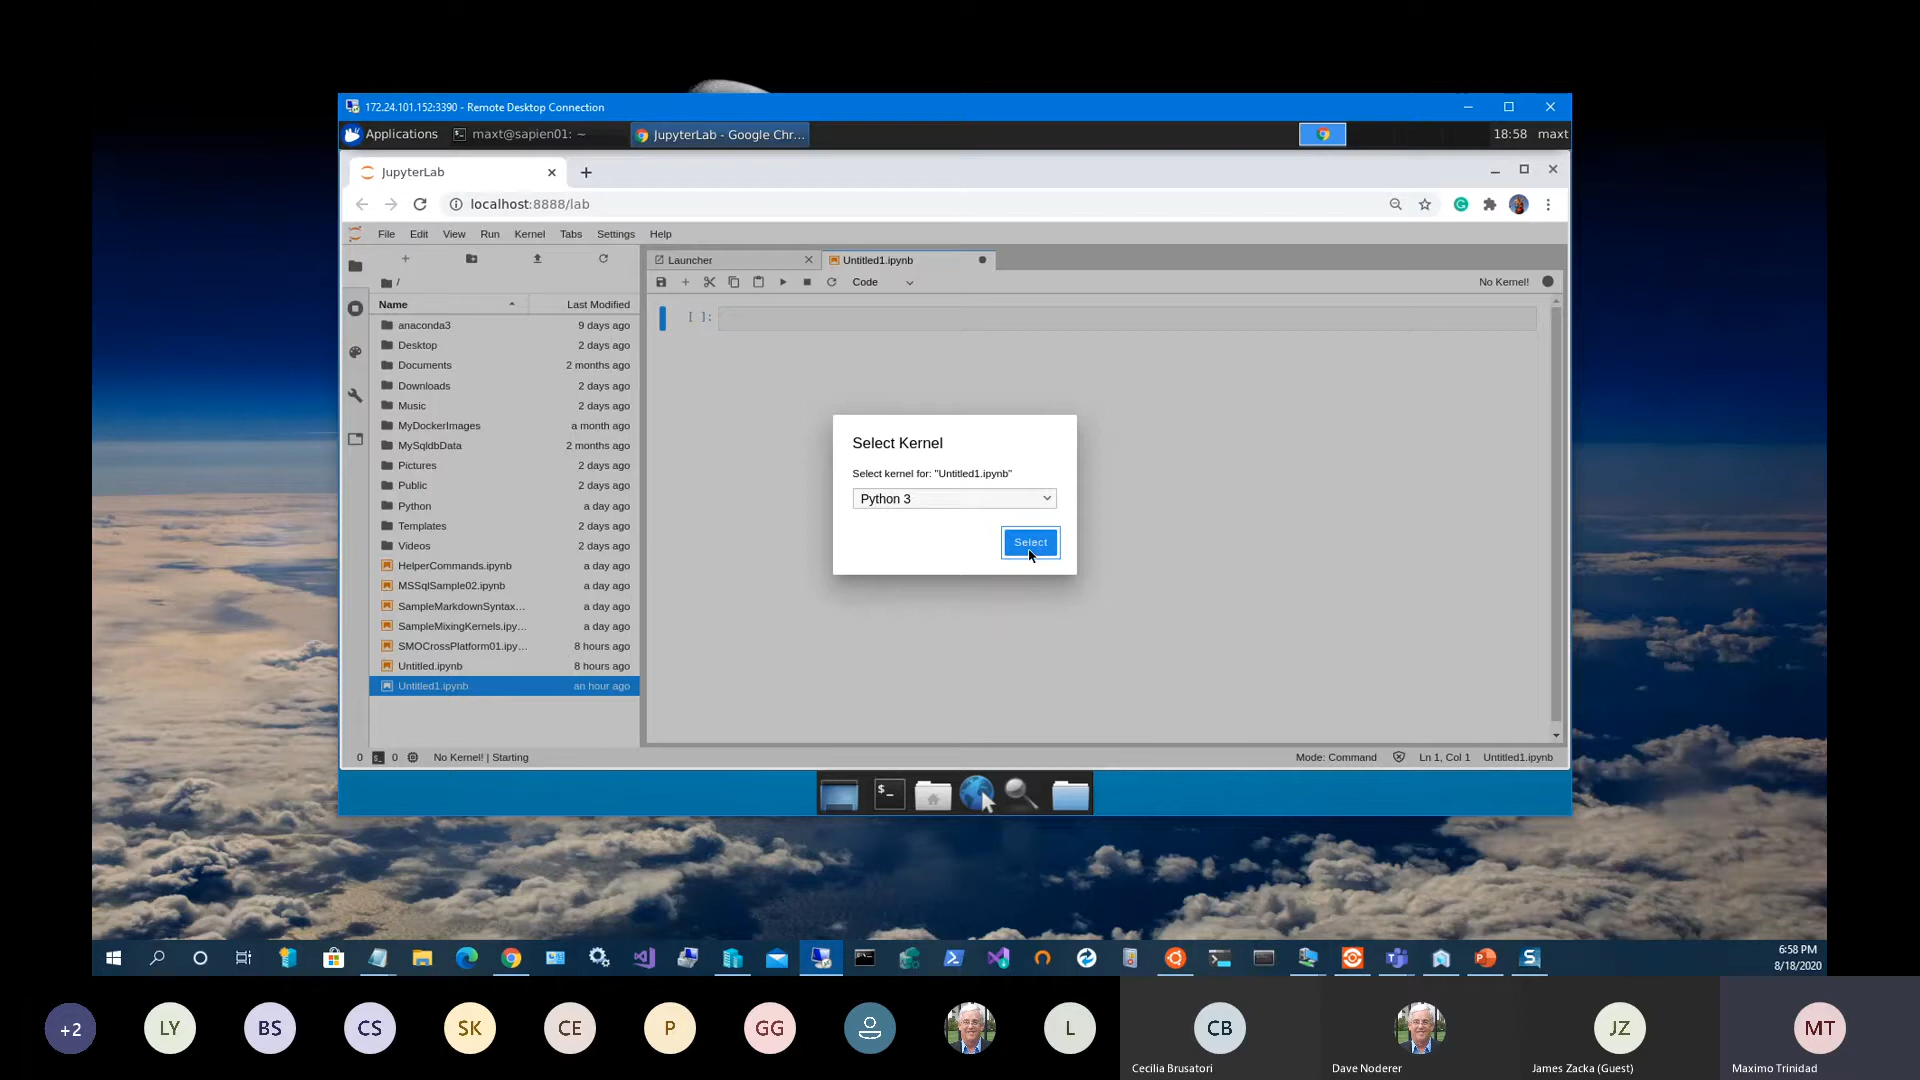 172.24.101.152:3390 - Remote Desktop Connection
Applications
maxt@sapien01: ~
JupyterLab - Google Chr...
18:58
maxt
JupyterLab
localhost:8888/lab
File Edit View Run Kernel Tabs Settings Help
Launcher
Untitled1.ipynb
/
Code
No Kernel!
Name
Last Modified
[ ]:
anaconda3 9 days ago
Desktop 2 days ago
Documents 2 months ago
Downloads 2 days ago
Music 2 days ago
MyDockerImages a month ago
MySqldbData 2 months ago
Pictures 2 days ago
Public 2 days ago
Python a day ago
Templates 2 days ago
Videos 2 days ago
HelperCommands.ipynb a day ago
MSSqlSample02.ipynb a day ago
SampleMarkdownSyntax... a day ago
SampleMixingKernels.ipy... a day ago
SMOCrossPlatform01.ipy... 8 hours ago
Untitled.ipynb 8 hours ago
Untitled1.ipynb an hour ago
Select Kernel
Select kernel for: "Untitled1.ipynb"
Python 3
Select
0 $_ 0 No Kernel! | Starting
Mode: Command
Ln 1, Col 1
Untitled1.ipynb
$_
6:58 PM
8/18/2020
+2
LY
BS
CS
SK
CE
P
GG
L
CB
JZ
MT
Cecilia Brusatori
Dave Noderer
James Zacka (Guest)
Maximo Trinidad